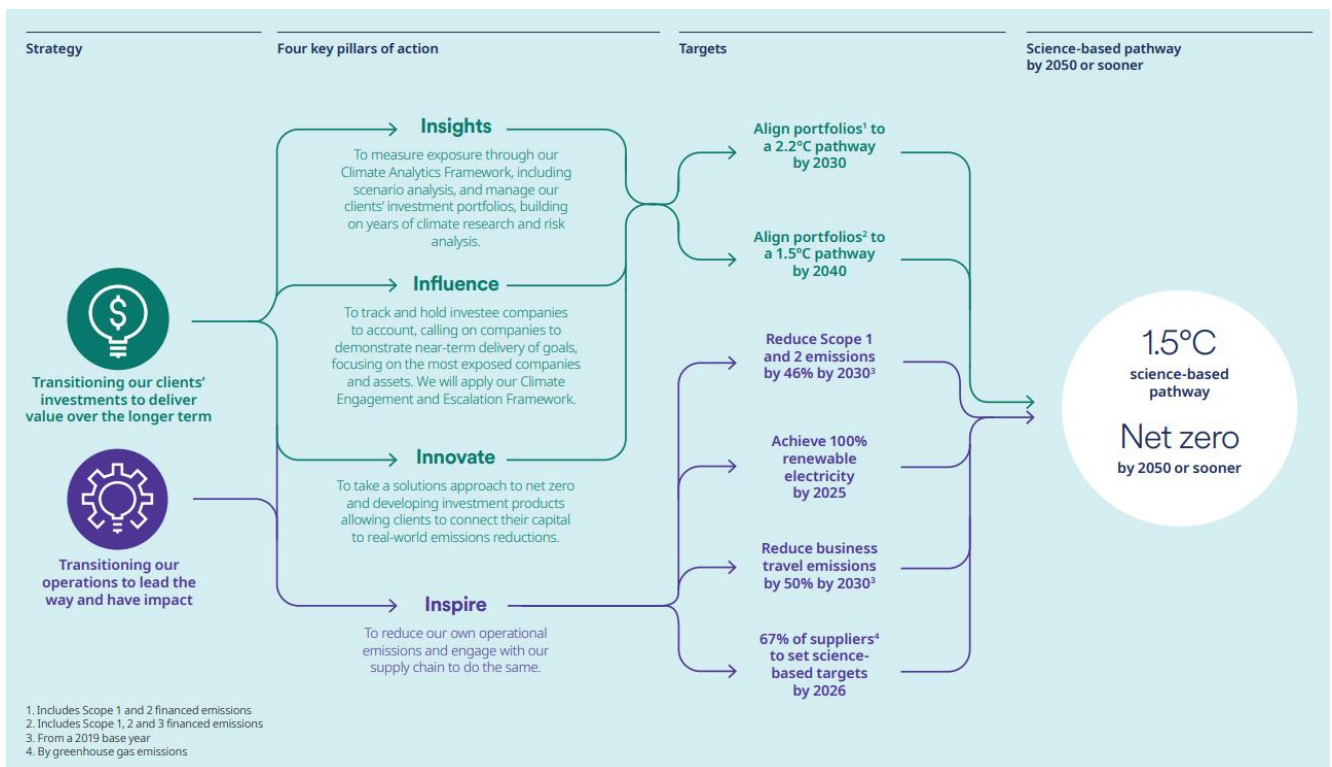 Strategy
Four key pillars of action
Targets
Science-based pathway
by 2050 or sooner
Transitioning our clients’
investments to deliver
value over the longer term
Transitioning our
operations to lead the
way and have impact
Insights
To measure exposure through our
Climate Analytics Framework, including
scenario analysis, and manage our
clients’ investment portfolios, building
on years of climate research and risk
analysis.
Influence
To track and hold investee companies
to account, calling on companies to
demonstrate near-term delivery of goals,
focusing on the most exposed companies
and assets. We will apply our Climate
Engagement and Escalation Framework.
Innovate
To take a solutions approach to net zero
and developing investment products
allowing clients to connect their capital
to real-world emissions reductions.
Inspire
To reduce our own operational
emissions and engage with our
supply chain to do the same.
Align portfolios¹ to
a 2.2°C pathway
by 2030
Align portfolios² to
a 1.5°C pathway
by 2040
Reduce Scope 1
and 2 emissions
by 46% by 2030³
Achieve 100%
renewable
electricity
by 2025
Reduce business
travel emissions
by 50% by 2030³
67% of suppliers⁴
to set science-
based targets
by 2026
1.5°C
science-based
pathway
Net zero
by 2050 or sooner
1. Includes Scope 1 and 2 financed emissions
2. Includes Scope 1, 2 and 3 financed emissions
3. From a 2019 base year
4. By greenhouse gas emissions
$